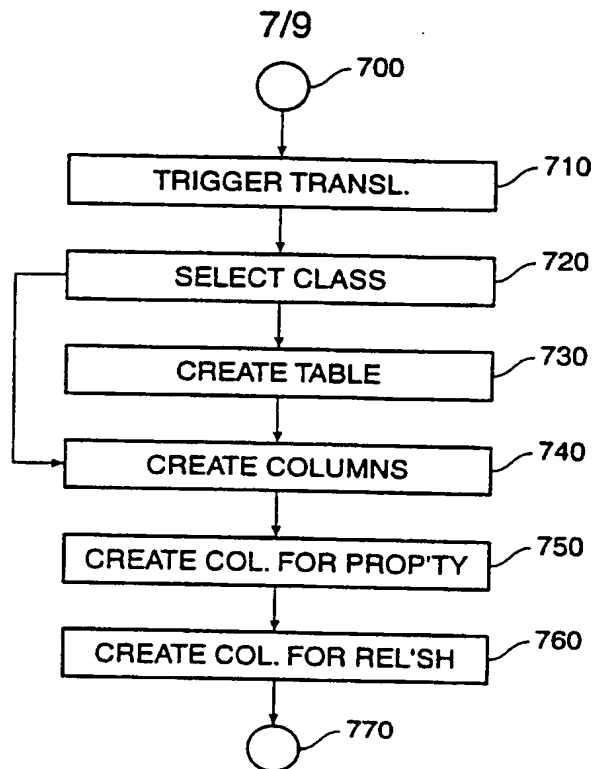 7/9
700
TRIGGER TRANSL.
710
SELECT CLASS
720
CREATE TABLE
730
CREATE COLUMNS
740
CREATE COL. FOR PROP'TY
750
CREATE COL. FOR REL'SH
760
770